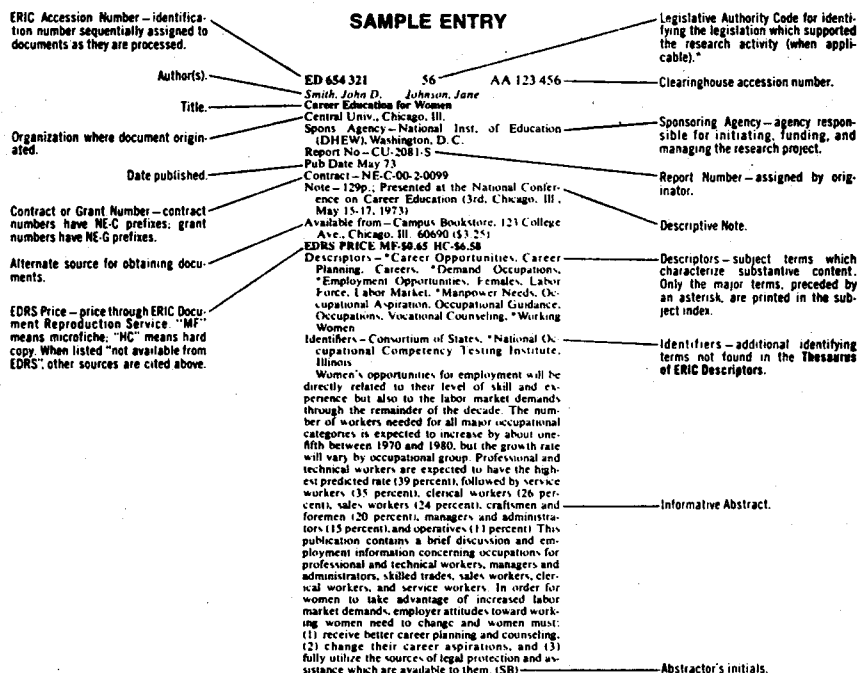 SAMPLE ENTRY
ERIC Accession Number – identifica-
tion number sequentially assigned to
documents as they are processed.
Author(s).
Title.
Organization where document origin-
ated.
Date published.
Contract or Grant Number – contract
numbers have NE-C prefixes; grant
numbers have NE-G prefixes.
Alternate source for obtaining docu-
ments.
EDRS Price – price through ERIC Docu-
ment Reproduction Service. "MF"
means microfiche; "HC" means hard
copy. When listed "not available from
EDRS", other sources are cited above.
ED 654 321 56 AA 123 456
Smith, John D. Johnson, Jane
Career Education for Women
Central Univ., Chicago, Ill.
Spons Agency – National Inst. of Education
(DHEW), Washington, D. C.
Report No – CU-2081-S
Pub Date May 73
Contract – NE-C-00-2-0099
Note – 129p.; Presented at the National Confer-
ence on Career Education (3rd, Chicago, Ill.,
May 15-17, 1973)
Available from – Campus Bookstore, 123 College
Ave., Chicago, Ill. 60690 ($3.25)
EDRS PRICE MF-$0.65 HC-$6.58
Descriptors – *Career Opportunities, Career
Planning, Careers, *Demand Occupations,
*Employment Opportunities, Females, Labor
Force, Labor Market, *Manpower Needs, Oc-
cupational Aspiration, Occupational Guidance,
Occupations, Vocational Counseling, *Working
Women
Identifiers – Consortium of States, *National Oc-
cupational Competency Testing Institute,
Illinois
Women's opportunities for employment will be
directly related to their level of skill and ex-
perience but also to the labor market demands
through the remainder of the decade. The num-
ber of workers needed for all major occupational
categories is expected to increase by about one-
fifth between 1970 and 1980, but the growth rate
will vary by occupational group. Professional and
technical workers are expected to have the high-
est predicted rate (39 percent), followed by service
workers (35 percent), clerical workers (26 per-
cent), sales workers (24 percent), craftsmen and
foremen (20 percent), managers and administra-
tors (15 percent), and operatives (11 percent) This
publication contains a brief discussion and em-
ployment information concerning occupations for
professional and technical workers, managers and
administrators, skilled trades, sales workers, cler-
ical workers, and service workers. In order for
women to take advantage of increased labor
market demands, employer attitudes toward work-
ing women need to change and women must:
(1) receive better career planning and counseling,
(2) change their career aspirations, and (3)
fully utilize the sources of legal protection and as-
sistance which are available to them. (SB)
Legislative Authority Code for identi-
fying the legislation which supported
the research activity (when appli-
cable).*
Clearinghouse accession number.
Sponsoring Agency – agency respon-
sible for initiating, funding, and
managing the research project.
Report Number – assigned by orig-
inator.
Descriptive Note.
Descriptors – subject terms which
characterize substantive content.
Only the major terms, preceded by
an asterisk, are printed in the sub-
ject index.
Identifiers – additional identifying
terms not found in the Thesaurus
of ERIC Descriptors.
Informative Abstract.
Abstractor's initials.